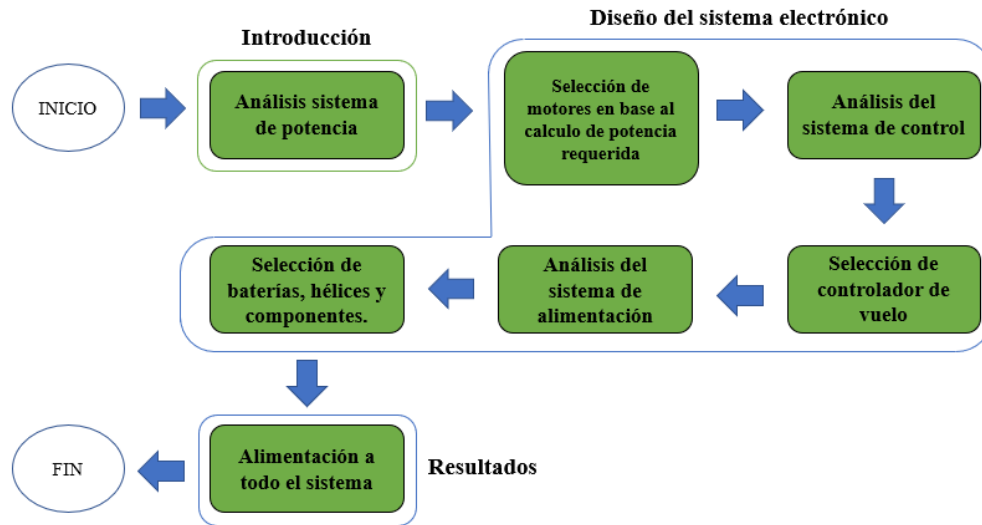 Diseño del sistema electrónico
Introducción
INICIO
Análisis sistema
de potencia
Selección de
motores en base al
calculo de potencia
requerida
Análisis del
sistema de control
Selección de
controlador de
vuelo
Análisis del
sistema de
alimentación
Selección de
baterías, hélices y
componentes.
Alimentación a
todo el sistema
Resultados
FIN